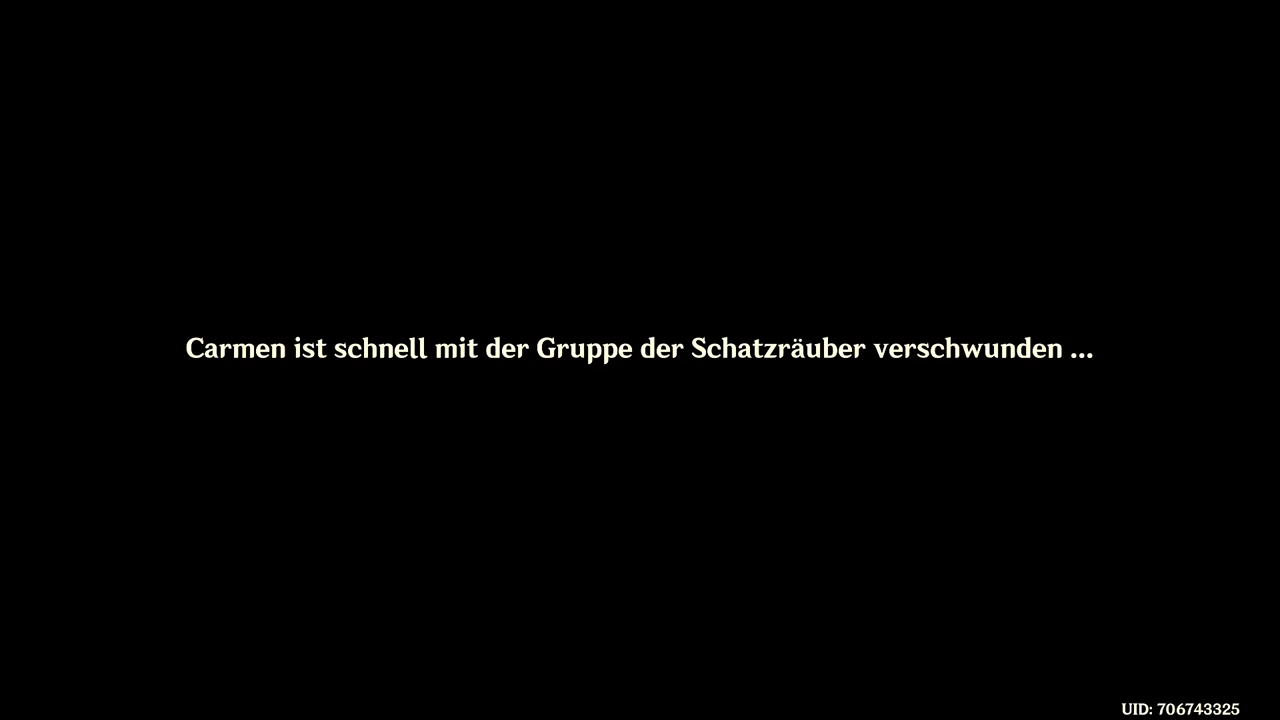 Carmen ist schnell mit der Gruppe der Schatzräuber verschwunden ...
UID: 706743325